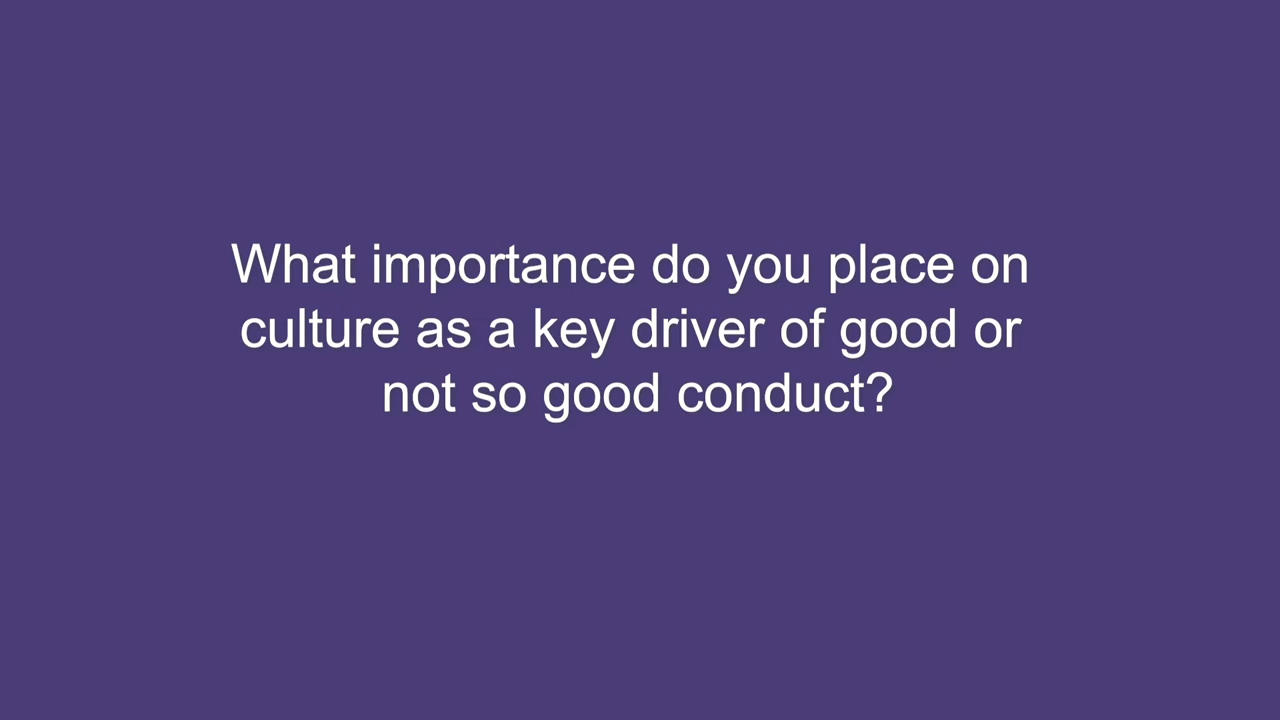 What importance do you place on
culture as a key driver of good or
not so good conduct?